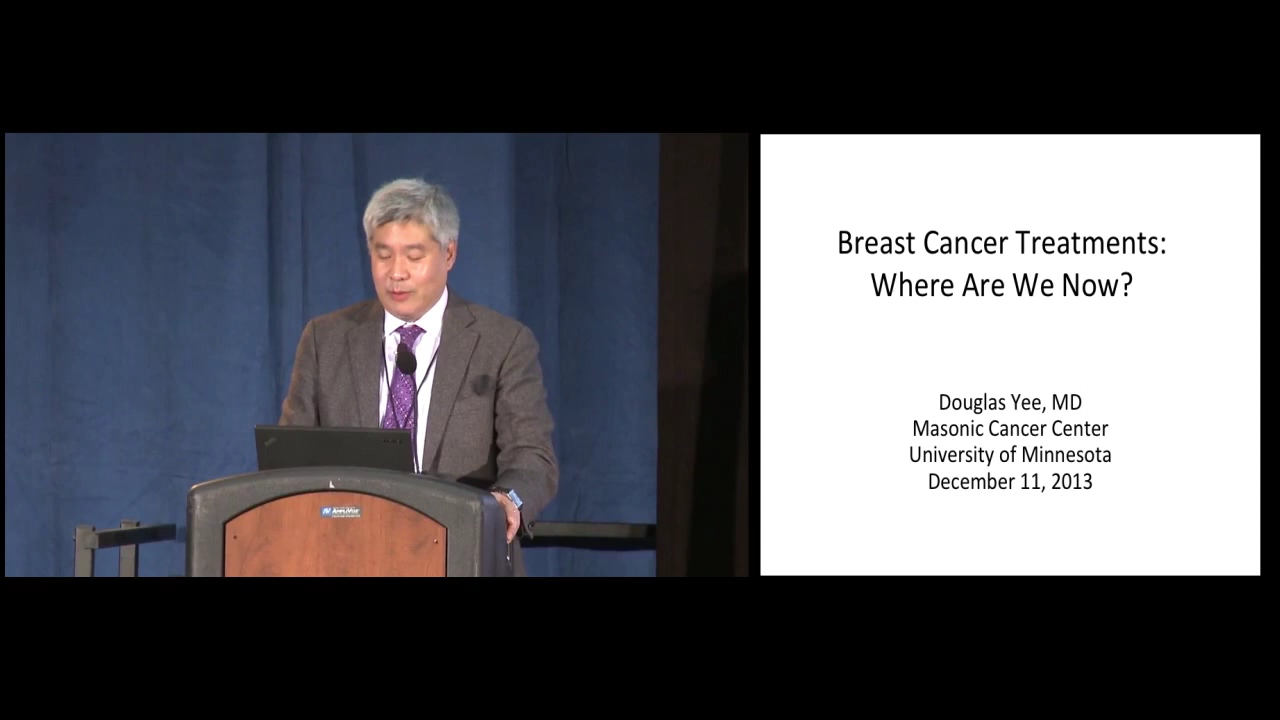 Breast Cancer Treatments:
Where Are We Now?
Douglas Yee, MD
Masonic Cancer Center
University of Minnesota
December 11, 2013